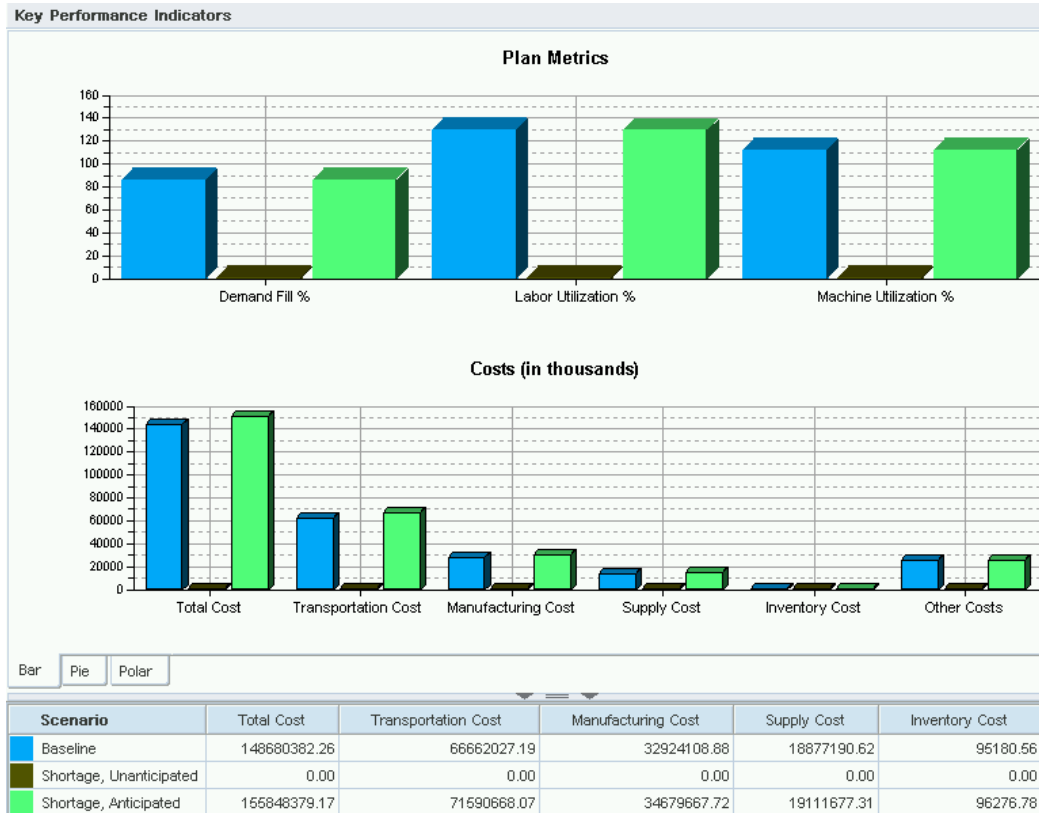 Key Performance Indicators
Plan Metrics
160
140
120
100
80
60
40
20
0
Demand Fill % Labor Utilization % Machine Utilization %
Costs (in thousands)
160000
140000
120000
100000
80000
60000
40000
20000
0
Total Cost Transportation Cost Manufacturing Cost Supply Cost Inventory Cost Other Costs
Bar Pie Polar
Scenario Total Cost Transportation Cost Manufacturing Cost Supply Cost Inventory Cost
Baseline 148680382.26 66662027.19 32924108.88 18877190.62 95180.56
Shortage, Unanticipated 0.00 0.00 0.00 0.00 0.00
Shortage, Anticipated 155848379.17 71590668.07 34679667.72 19111677.31 96276.78